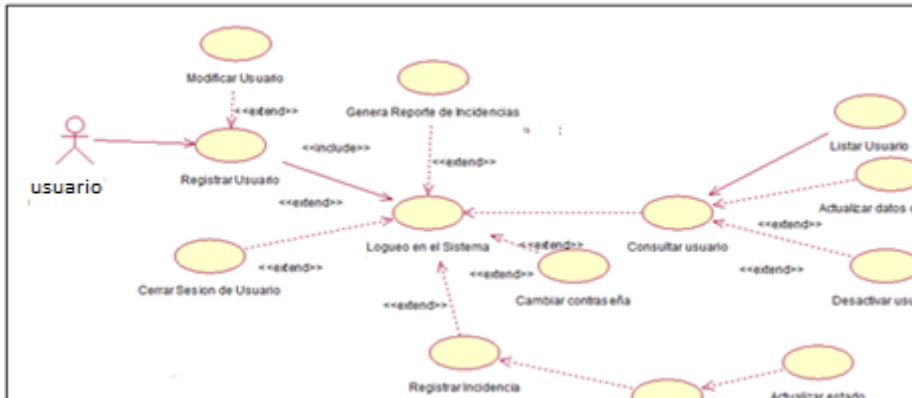 Modificar Usuario
<<extend>>
Genera Reporte de Incidencias
usuario
Registrar Usuario
<<include>>
<<extend>>
<<extend>>
Listar Usuario
Actualizar datos
Logueo en el Sistema
<<extend>>
Consultar usuario
<<extend>>
<<extend>>
<<extend>>
<<extend>>
Cerrar Sesion de Usuario
Cambiar contraseña
Desactivar usu
<<extend>>
Registrar Incidencia
Actualizar estado